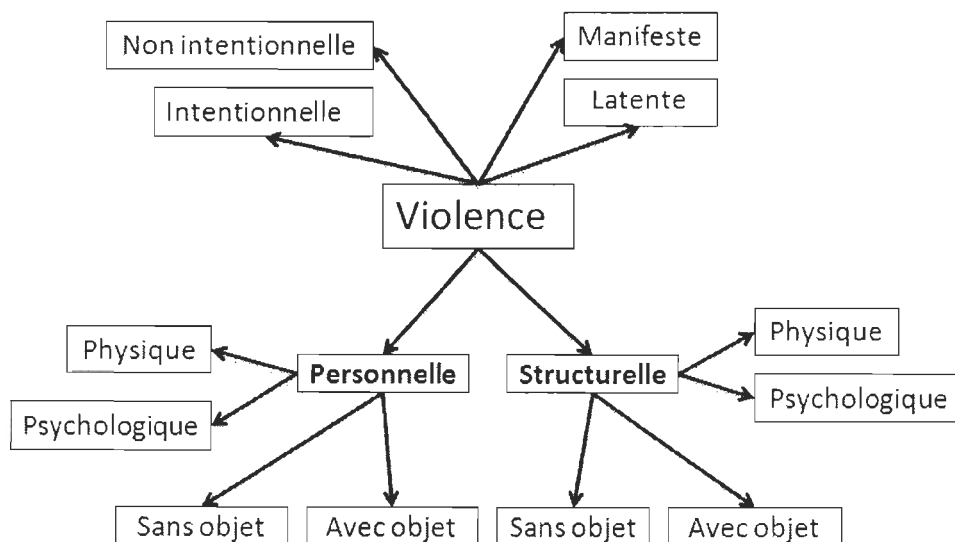 Non intentionnelle
Manifeste
Intentionnelle
Latente
Violence
Physique
Physique
Personnelle
Structurelle
Psychologique
Psychologique
Sans objet
Avec objet
Sans objet
Avec objet